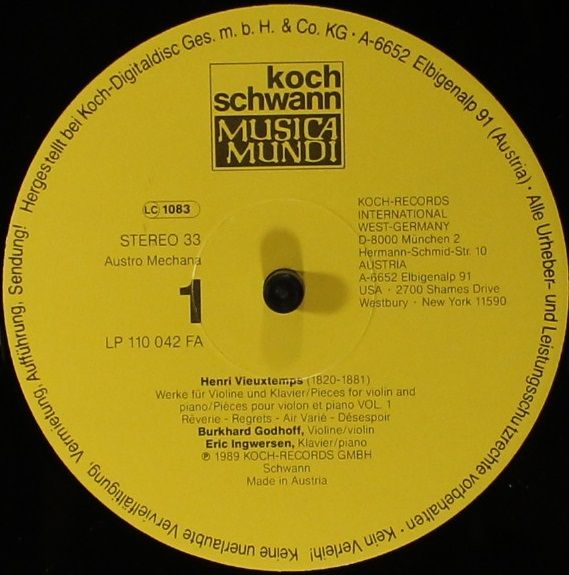 Hergestellt bei Koch-Digitaldisc Ges. m. b. H. & Co. KG · A-6652 Elbigenalp 91 (Austria) · Alle Urheber- und Leistungsschutzrechte vorbehalten · Kein Verleih! Keine unerlaubte Vervielfältigung, Vermietung, Aufführung, Sendung!
koch
schwann
MUSICA
MUNDI
LC 1083
STEREO 33
Austro Mechana
1
LP 110 042 FA
KOCH-RECORDS
INTERNATIONAL
WEST-GERMANY
D-8000 München 2
Hermann-Schmid-Str. 10
AUSTRIA
A-6652 Elbigenalp 91
USA · 2700 Shames Drive
Westbury · New York 11590
Henri Vieuxtemps (1820-1881)
Werke für Violine und Klavier/Pieces for violin and
piano/Pièces pour violon et piano VOL. 1
Rêverie - Regrets - Air Varié - Désespoir
Burkhard Godhoff, Violine/violin
Eric Ingwersen, Klavier/piano
℗ 1989 KOCH-RECORDS GMBH
Schwann
Made in Austria